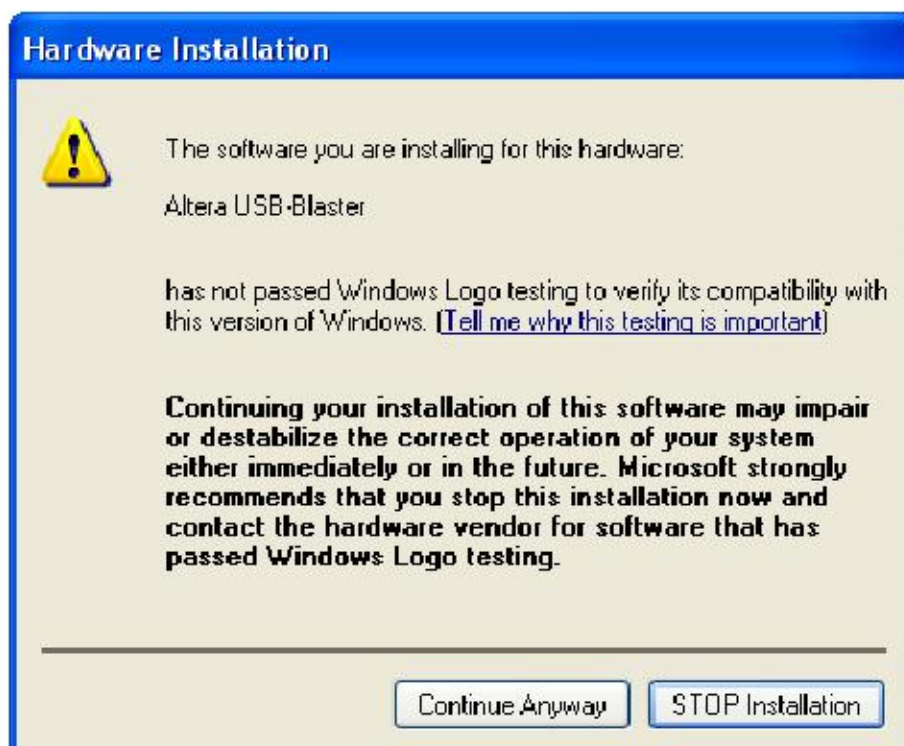 Hardware Installation
The software you are installing for this hardware:
Altera USB-Blaster
has not passed Windows Logo testing to verify its compatibility with
this version of Windows. (Tell me why this testing is important)
Continuing your installation of this software may impair
or destabilize the correct operation of your system
either immediately or in the future. Microsoft strongly
recommends that you stop this installation now and
contact the hardware vendor for software that has
passed Windows Logo testing.
Continue Anyway
STOP Installation